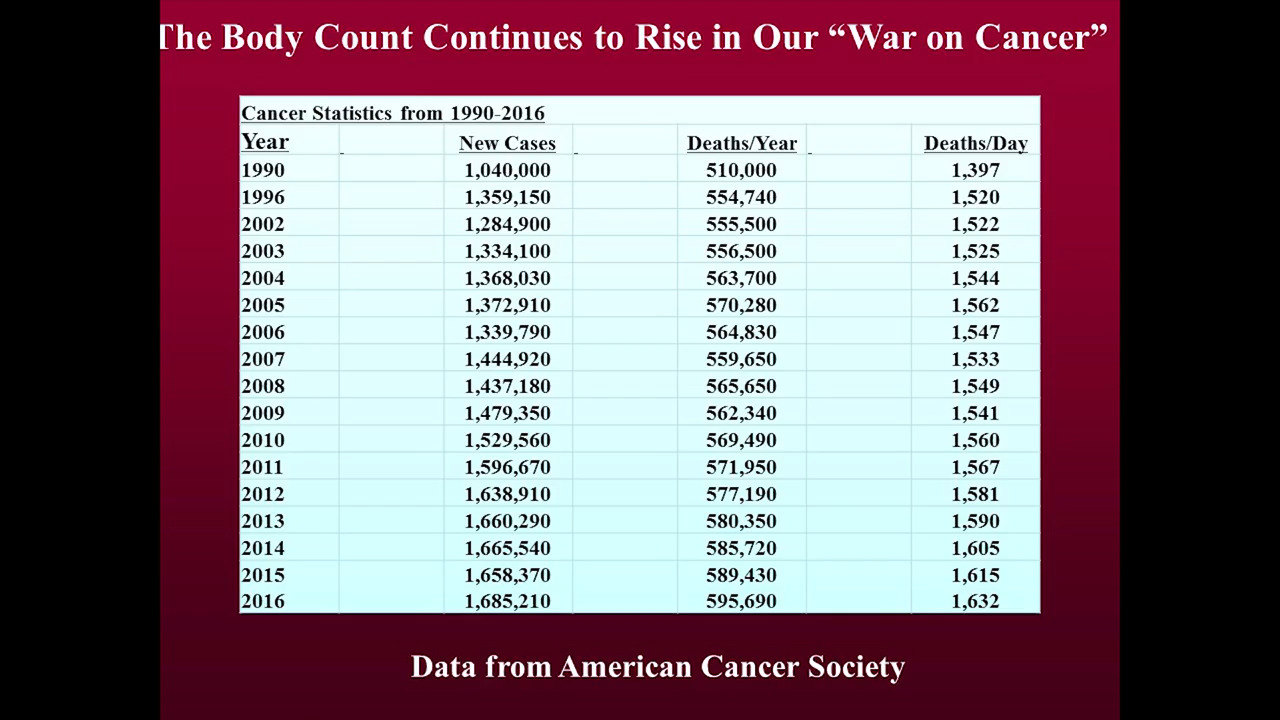 The Body Count Continues to Rise in Our “War on Cancer”
Cancer Statistics from 1990-2016
Year New Cases Deaths/Year Deaths/Day
1990 1,040,000 510,000 1,397
1996 1,359,150 554,740 1,520
2002 1,284,900 555,500 1,522
2003 1,334,100 556,500 1,525
2004 1,368,030 563,700 1,544
2005 1,372,910 570,280 1,562
2006 1,339,790 564,830 1,547
2007 1,444,920 559,650 1,533
2008 1,437,180 565,650 1,549
2009 1,479,350 562,340 1,541
2010 1,529,560 569,490 1,560
2011 1,596,670 571,950 1,567
2012 1,638,910 577,190 1,581
2013 1,660,290 580,350 1,590
2014 1,665,540 585,720 1,605
2015 1,658,370 589,430 1,615
2016 1,685,210 595,690 1,632
Data from American Cancer Society